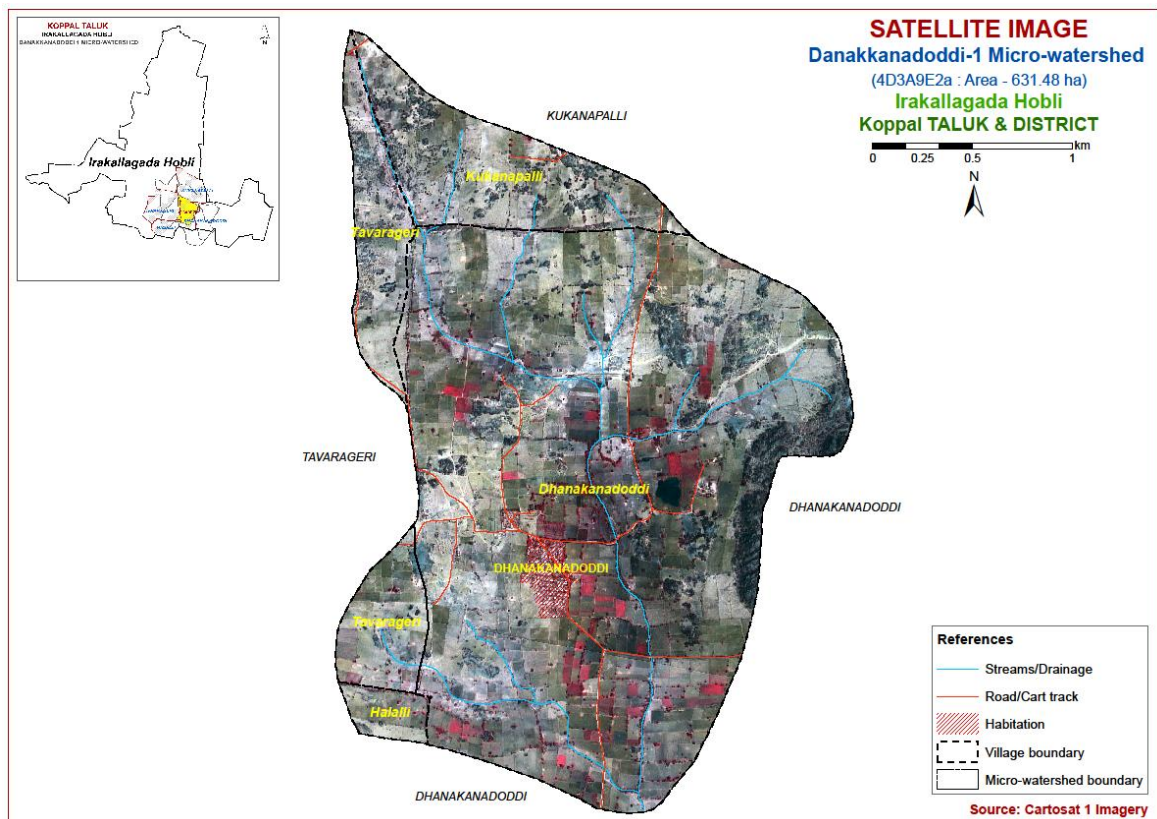 KOPPAL TALUK
IRAKALLAGADA HOBLI
DANAKKANADODDI-1 MICRO-WATERSHED
N
Irakallagada Hobli
SATELLITE IMAGE
Danakkanadoddi-1 Micro-watershed
(4D3A9E2a : Area - 631.48 ha)
Irakallagada Hobli
Koppal TALUK & DISTRICT
km
0 0.25 0.5 1
N
KUKANAPALLI
Kukanapalli
Tavarageri
TAVARAGERI
Dhanakanadoddi
DHANAKANADODDI
DHANAKANADODDI
Tavarageri
Halalli
DHANAKANADODDI
References
Streams/Drainage
Road/Cart track
Habitation
Village boundary
Micro-watershed boundary
Source: Cartosat 1 Imagery